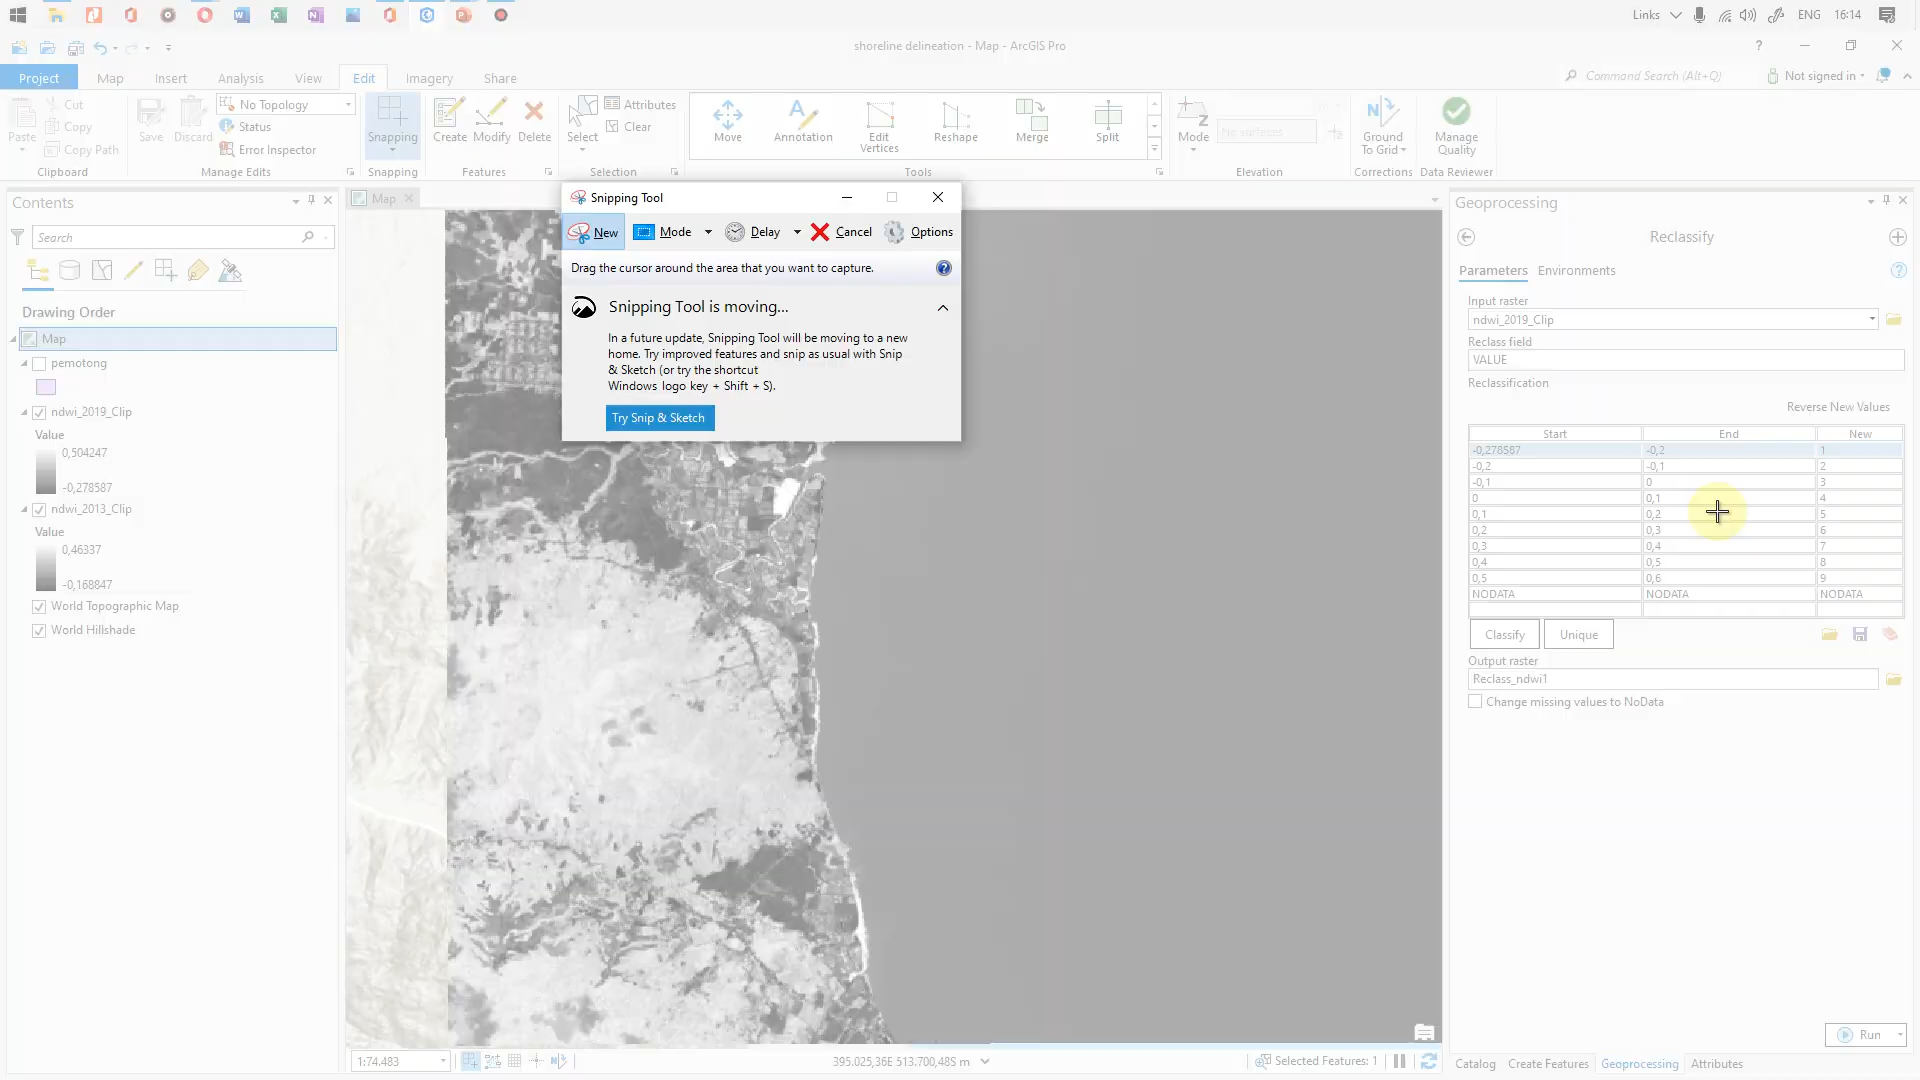 Links
ENG
16:14
shoreline delineation - Map - ArcGIS Pro
?
Project
Map
Insert
Analysis
View
Edit
Imagery
Share
Command Search (Alt+Q)
Not signed in
Paste
Cut
Copy
Copy Path
Clipboard
Save
Discard
No Topology
Status
Error Inspector
Manage Edits
Snapping
Snapping
Create
Modify
Delete
Features
Select
Attributes
Clear
Selection
Move
Annotation
Edit
Vertices
Reshape
Merge
Split
Tools
Mode
No surfaces
Elevation
Ground
To Grid
Corrections
Manage
Quality
Data Reviewer
Contents
Search
Drawing Order
Map
pemotong
ndwi_2019_Clip
Value
0,504247
-0,278587
ndwi_2013_Clip
Value
0,46337
-0,168847
World Topographic Map
World Hillshade
Map
Snipping Tool
New
Mode
Delay
Cancel
Options
Drag the cursor around the area that you want to capture.
?
Snipping Tool is moving...
In a future update, Snipping Tool will be moving to a new
home. Try improved features and snip as usual with Snip
& Sketch (or try the shortcut
Windows logo key + Shift + S).
Try Snip & Sketch
1:74.483
395.025,36E 513.700,48S m
Selected Features: 1
Geoprocessing
Reclassify
Parameters Environments
?
Input raster
ndwi_2019_Clip
Reclass field
VALUE
Reclassification
Reverse New Values
Start End New
-0,278587 -0,2 1
-0,2 -0,1 2
-0,1 0 3
0 0,1 4
0,1 0,2 5
0,2 0,3 6
0,3 0,4 7
0,4 0,5 8
0,5 0,6 9
NODATA NODATA NODATA
Classify Unique
Output raster
Reclass_ndwi1
Change missing values to NoData
Run
Catalog Create Features Geoprocessing Attributes